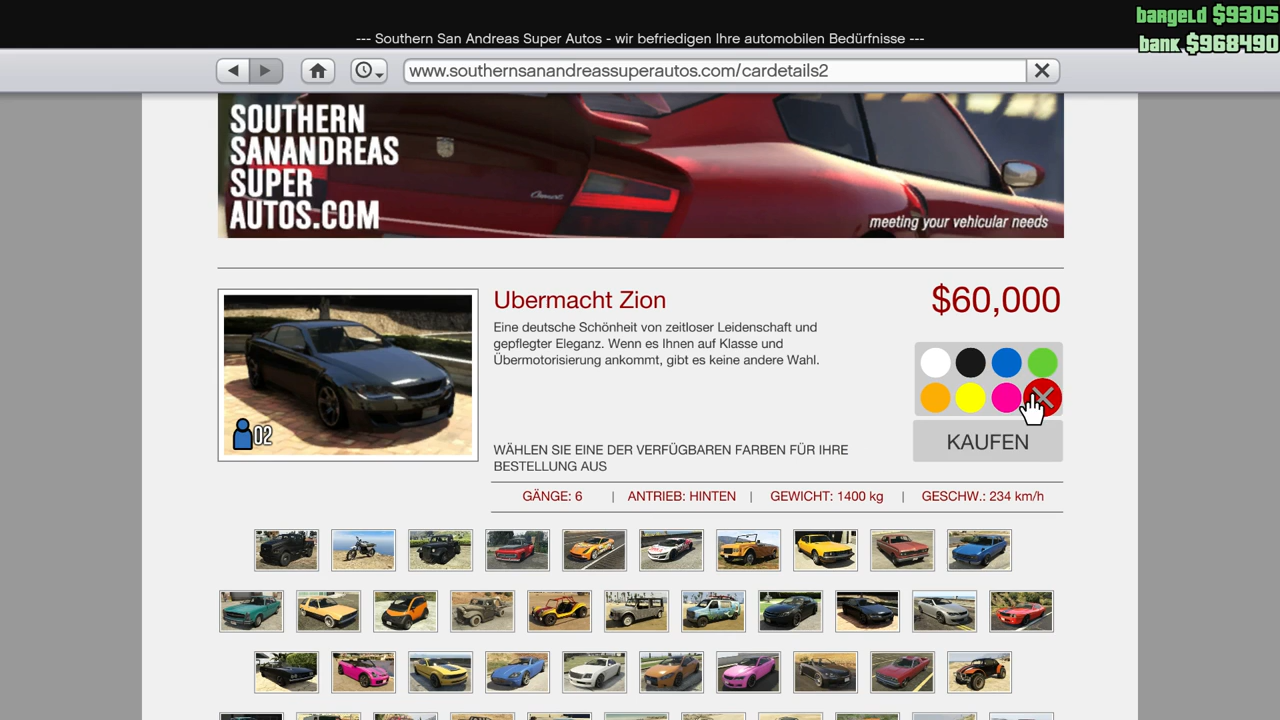 bargeld $9305
bank $968490
--- Southern San Andreas Super Autos - wir befriedigen Ihre automobilen Bedürfnisse ---
www.southernsanandreassuperautos.com/cardetails2
SOUTHERN
SANANDREAS
SUPER
AUTOS.COM
meeting your vehicular needs
Ubermacht Zion
$60,000
Eine deutsche Schönheit von zeitloser Leidenschaft und
gepflegter Eleganz. Wenn es Ihnen auf Klasse und
Übermotorisierung ankommt, gibt es keine andere Wahl.
02
WÄHLEN SIE EINE DER VERFÜGBAREN FARBEN FÜR IHRE
BESTELLUNG AUS
KAUFEN
GÄNGE: 6 | ANTRIEB: HINTEN | GEWICHT: 1400 kg | GESCHW.: 234 km/h